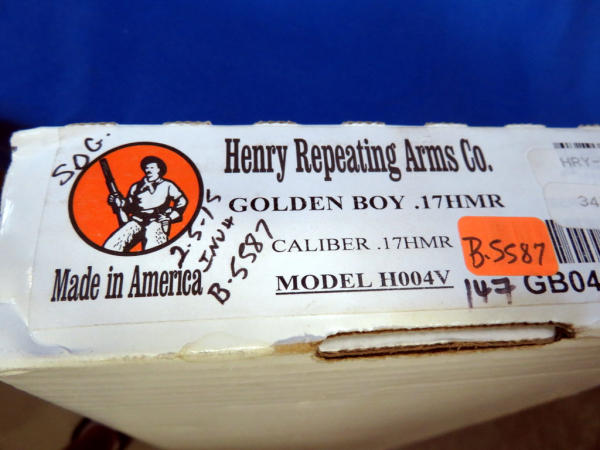 SDG.
Henry Repeating Arms Co.
HRY-
GOLDEN BOY .17HMR
34
2-5-15
INV#
B-5587
CALIBER .17HMR
B-5587
Made in America
MODEL H004V
147
GB04